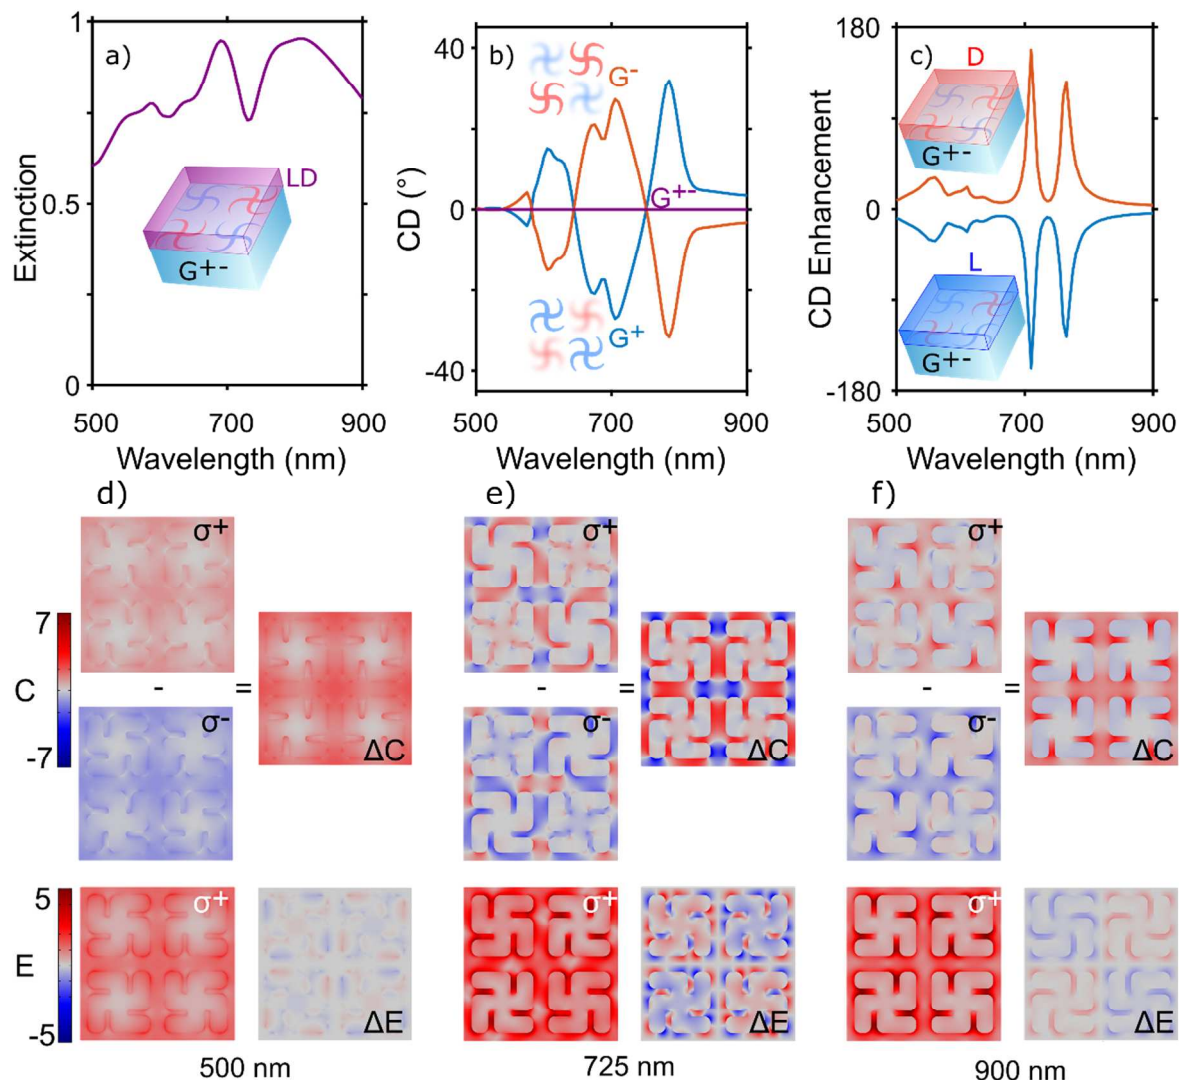 a)
1
0.5
0
Extinction
LD
G+-
500
700
900
Wavelength (nm)
b)
40
0
-40
CD (°)
G-
G+-
G+
500
700
900
Wavelength (nm)
c)
180
0
-180
CD Enhancement
D
G+-
L
G+-
500
700
900
Wavelength (nm)
d)
σ+
-
=
σ-
ΔC
7
C
-7
5
E
-5
σ+
ΔE
500 nm
e)
σ+
-
=
σ-
ΔC
σ+
ΔE
725 nm
f)
σ+
-
=
σ-
ΔC
σ+
ΔE
900 nm